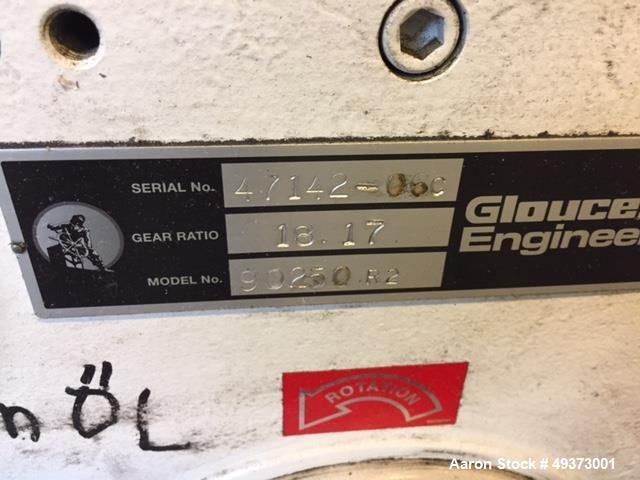 SERIAL No. 47142-06C
GEAR RATIO 18.17
MODEL No. 90250 R2
Glouce
Engineer
ROTATION
ÖL
Aaron Stock # 49373001